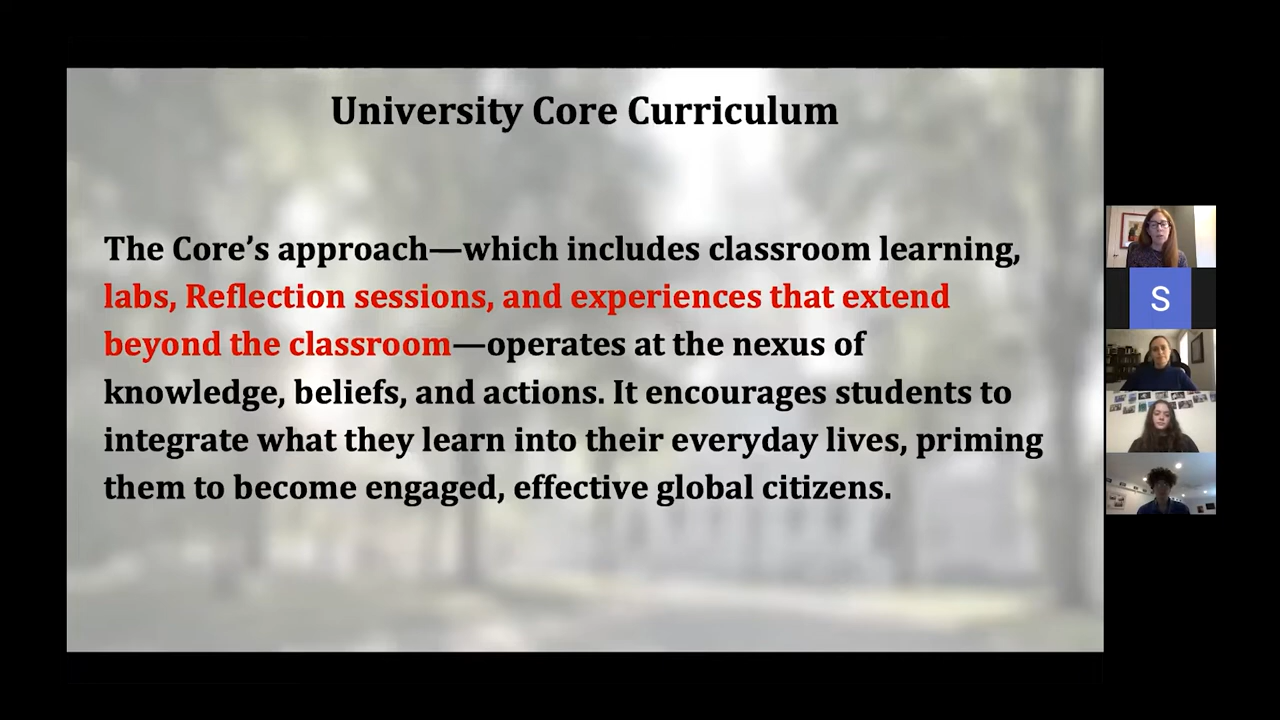 University Core Curriculum
The Core’s approach—which includes classroom learning,
labs, Reflection sessions, and experiences that extend
beyond the classroom—operates at the nexus of
knowledge, beliefs, and actions. It encourages students to
integrate what they learn into their everyday lives, priming
them to become engaged, effective global citizens.
S